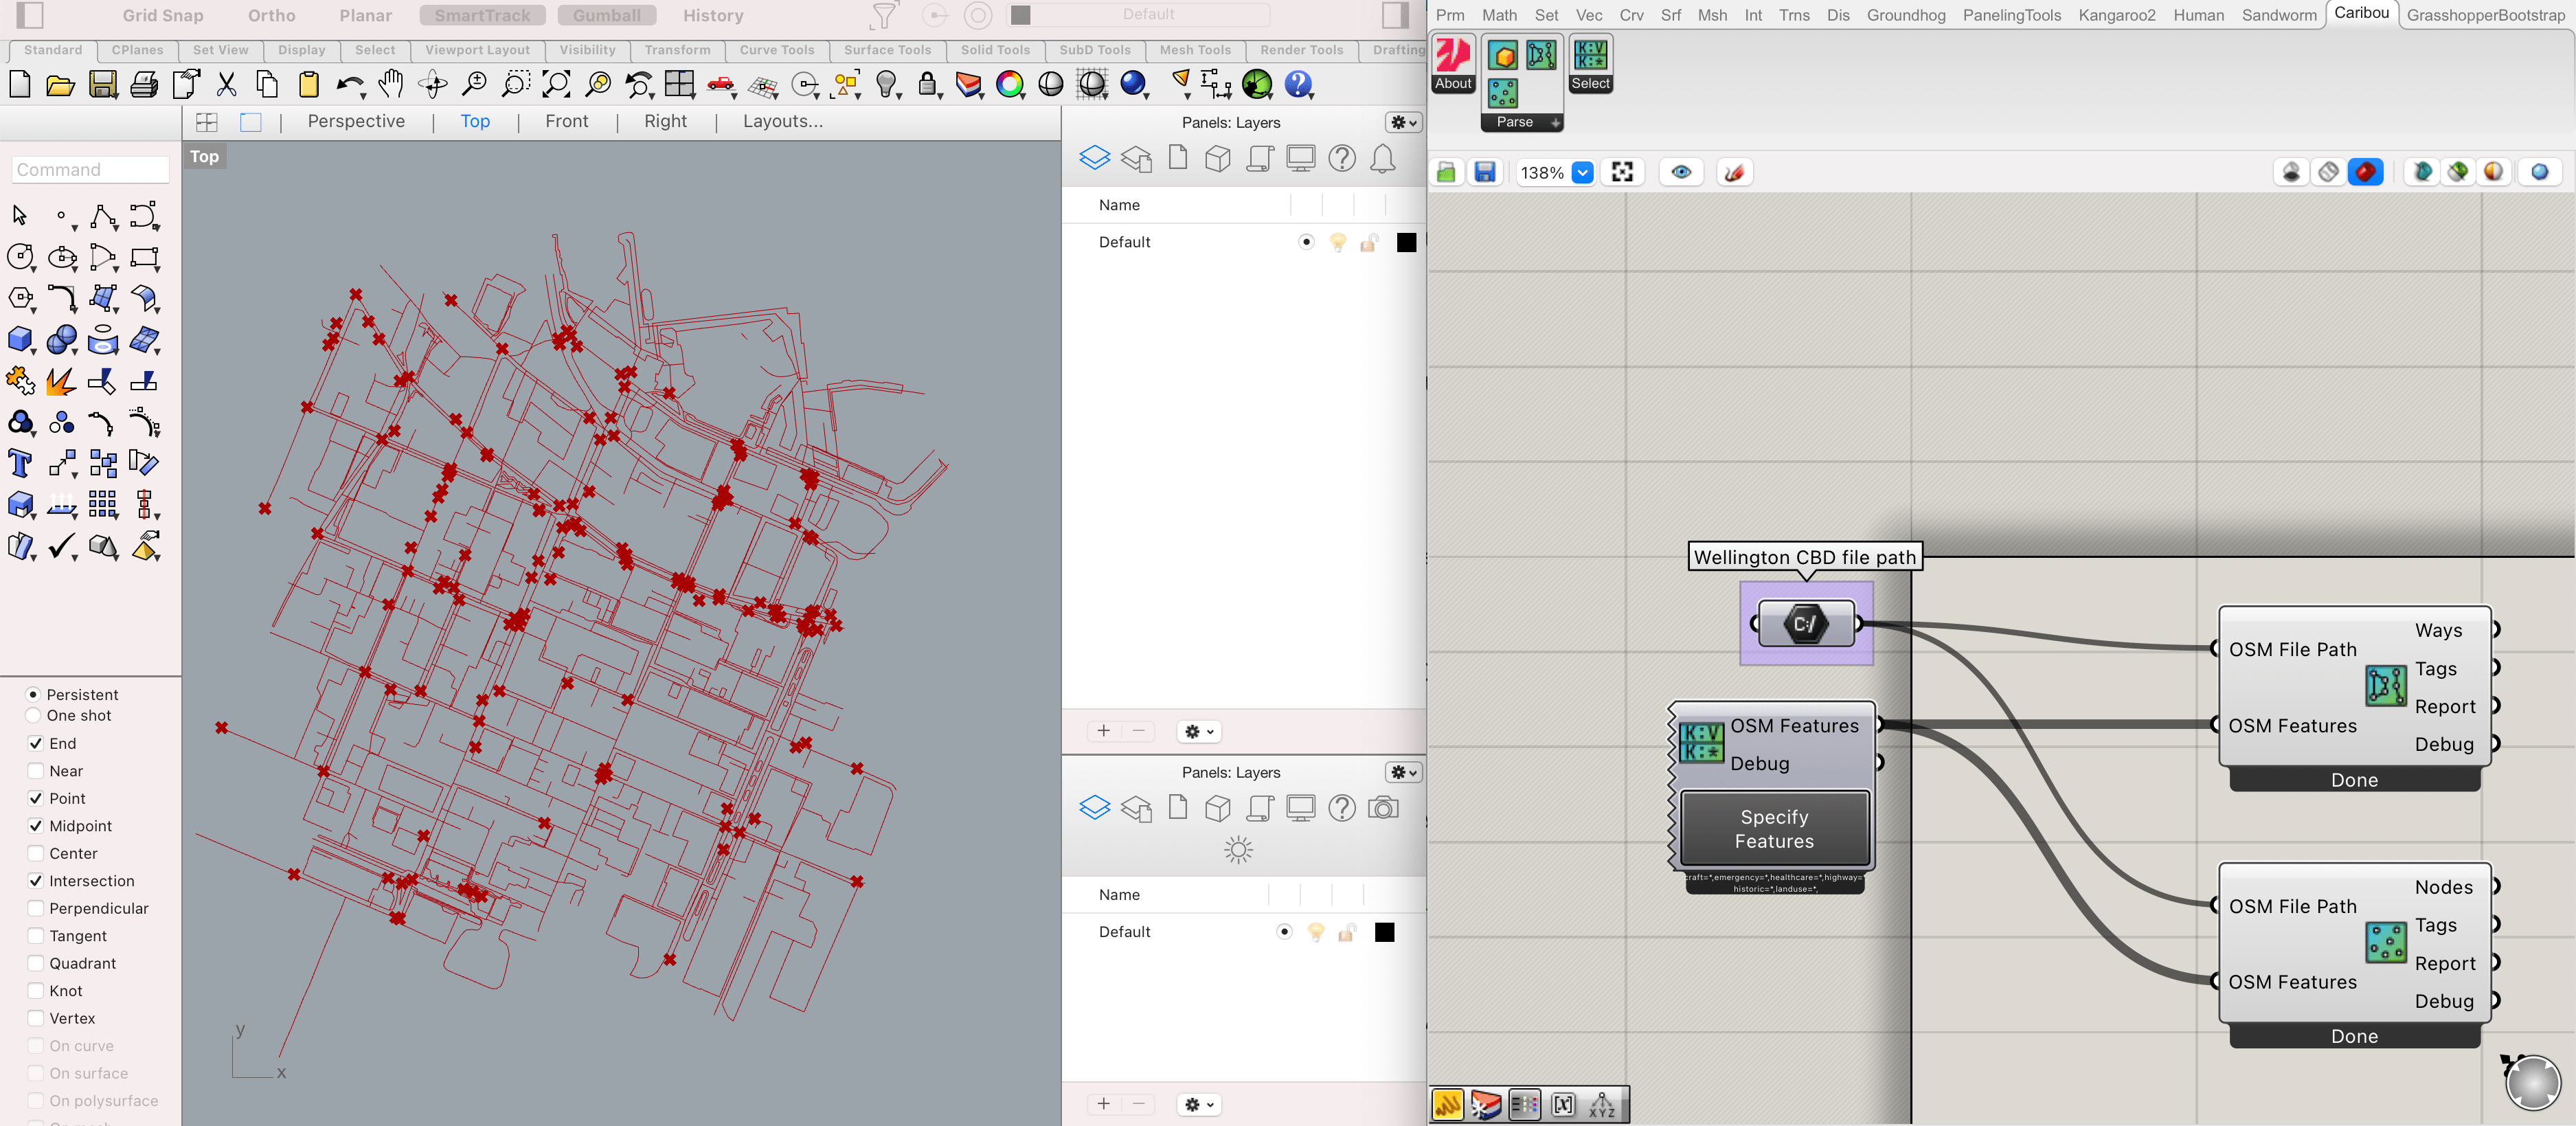 Grid Snap Ortho Planar SmartTrack Gumball History Default
Standard CPlanes Set View Display Select Viewport Layout Visibility Transform Curve Tools Surface Tools Solid Tools SubD Tools Mesh Tools Render Tools Drafting
Perspective Top Front Right Layouts...
Top
Command
Persistent
One shot
End
Near
Point
Midpoint
Center
Intersection
Perpendicular
Tangent
Quadrant
Knot
Vertex
On curve
On surface
On polysurface
y
x
Panels: Layers
Name
Default
Panels: Layers
Name
Default
Prm Math Set Vec Crv Srf Msh Int Trns Dis Groundhog PanelingTools Kangaroo2 Human Sandworm Caribou GrasshopperBootstrap
K:V
K:*
About
Select
Parse
138%
Wellington CBD file path
C:/
K:V
K:*
OSM Features
Debug
Specify
Features
raft=*,emergency=*,healthcare=*,highway=*
historic=*,landuse=*,
OSM File Path
OSM Features
Ways
Tags
Report
Debug
Done
OSM File Path
OSM Features
Nodes
Tags
Report
Debug
Done
[x]
XYZ